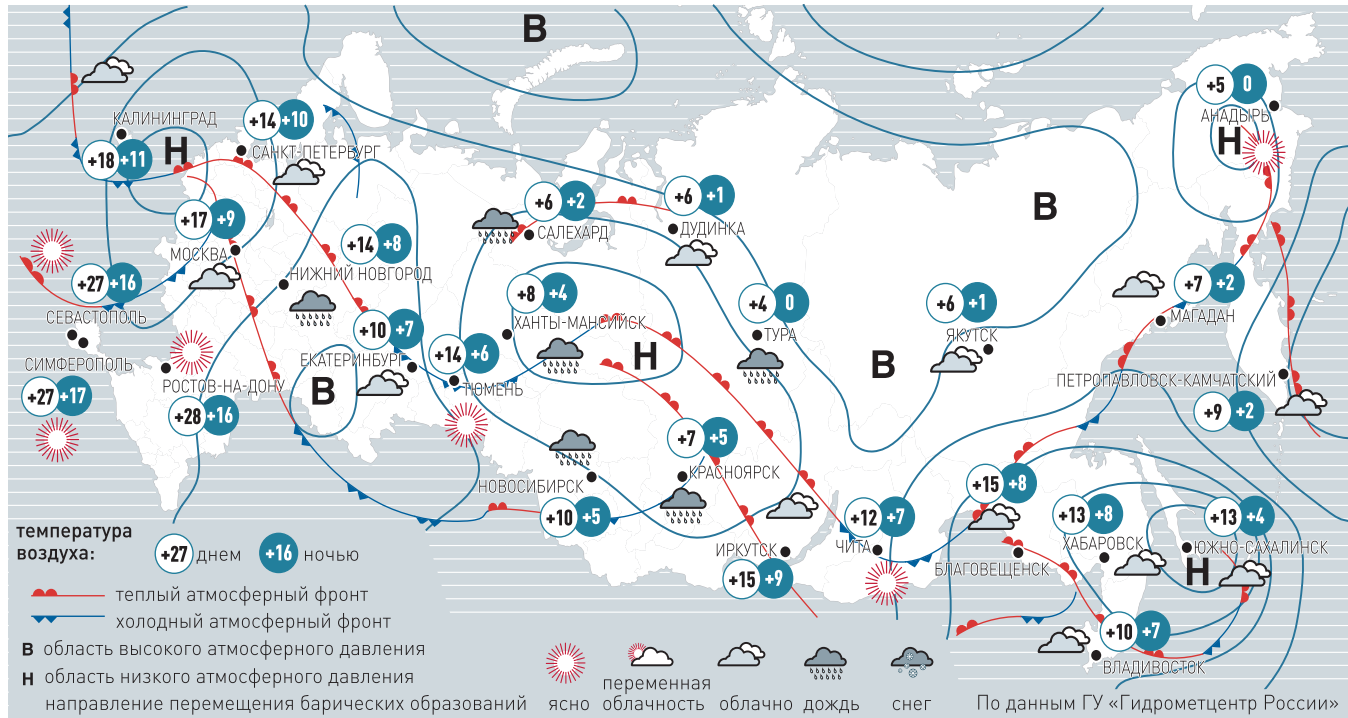 В
+5 0
АНАДЫРЬ
Н
КАЛИНИНГРАД
+18 +11
Н
+14 +10
САНКТ-ПЕТЕРБУРГ
+17 +9
МОСКВА
+14 +8
НИЖНИЙ НОВГОРОД
+6 +2
САЛЕХАРД
+6 +1
ДУДИНКА
В
+27 +16
СЕВАСТОПОЛЬ
СИМФЕРОПОЛЬ
+27 +17
РОСТОВ-НА-ДОНУ
+28 +16
+10 +7
ЕКАТЕРИНБУРГ
В
+14 +6
ТЮМЕНЬ
+8 +4
ХАНТЫ-МАНСИЙСК
Н
+4 0
ТУРА
В
+6 +1
ЯКУТСК
+7 +2
МАГАДАН
ПЕТРОПАВЛОВСК-КАМЧАТСКИЙ
+9 +2
+7 +5
КРАСНОЯРСК
НОВОСИБИРСК
+10 +5
ИРКУТСК
+15 +9
+12 +7
ЧИТА
+15 +8
БЛАГОВЕЩЕНСК
+13 +8
ХАБАРОВСК
+13 +4
ЮЖНО-САХАЛИНСК
Н
+10 +7
ВЛАДИВОСТОК
температура
воздуха:
+27 днем +16 ночью
теплый атмосферный фронт
холодный атмосферный фронт
В область высокого атмосферного давления
Н область низкого атмосферного давления
направление перемещения барических образований
ясно
переменная
облачность
облачно
дождь
снег
По данным ГУ «Гидрометцентр России»